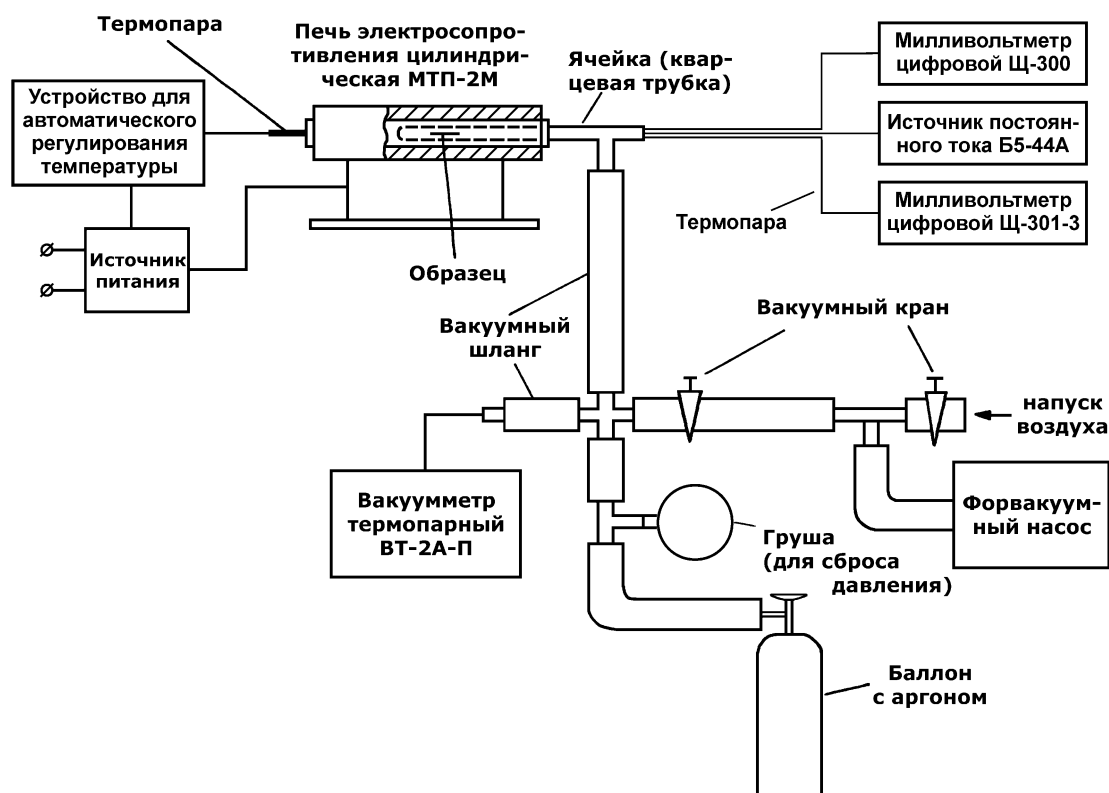 Термопара
Печь электросопро-
тивления цилиндри-
ческая МТП-2М
Ячейка (квар-
цевая трубка)
Милливольтметр
цифровой Щ-300
Устройство для
автоматического
регулирования
температуры
Источник постоян-
ного тока Б5-44А
Милливольтметр
цифровой Щ-301-3
Термопара
Источник
питания
Образец
Вакуумный
шланг
Вакуумный кран
напуск
воздуха
Вакуумметр
термопарный
ВТ-2А-П
Форвакуум-
ный насос
Груша
(для сброса
давления)
Баллон
с аргоном